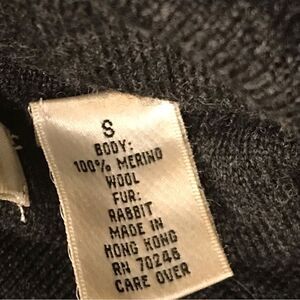 S
BODY:
100% MERINO
WOOL
FUR:
RABBIT
MADE IN
HONG KONG
RN 70246
CARE OVER